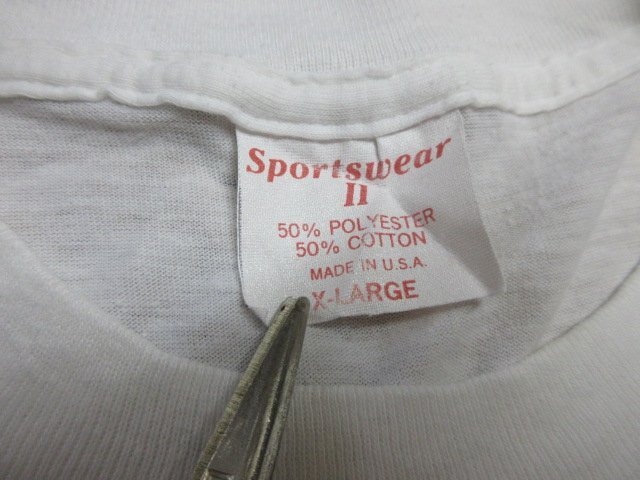 Sportswear
II
50% POLYESTER
50% COTTON
MADE IN U.S.A.
X-LARGE